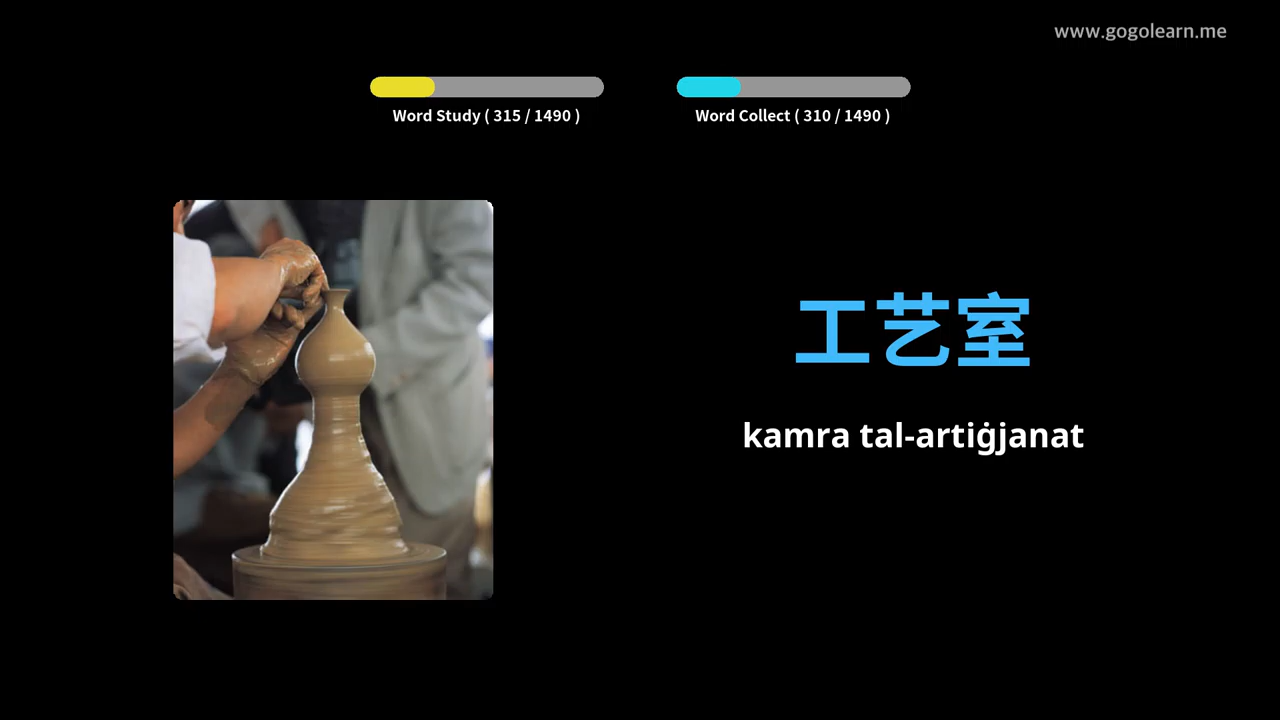 www.gogolearn.me
Word Study ( 315 / 1490 )
Word Collect ( 310 / 1490 )
工艺室
kamra tal-artiġjanat